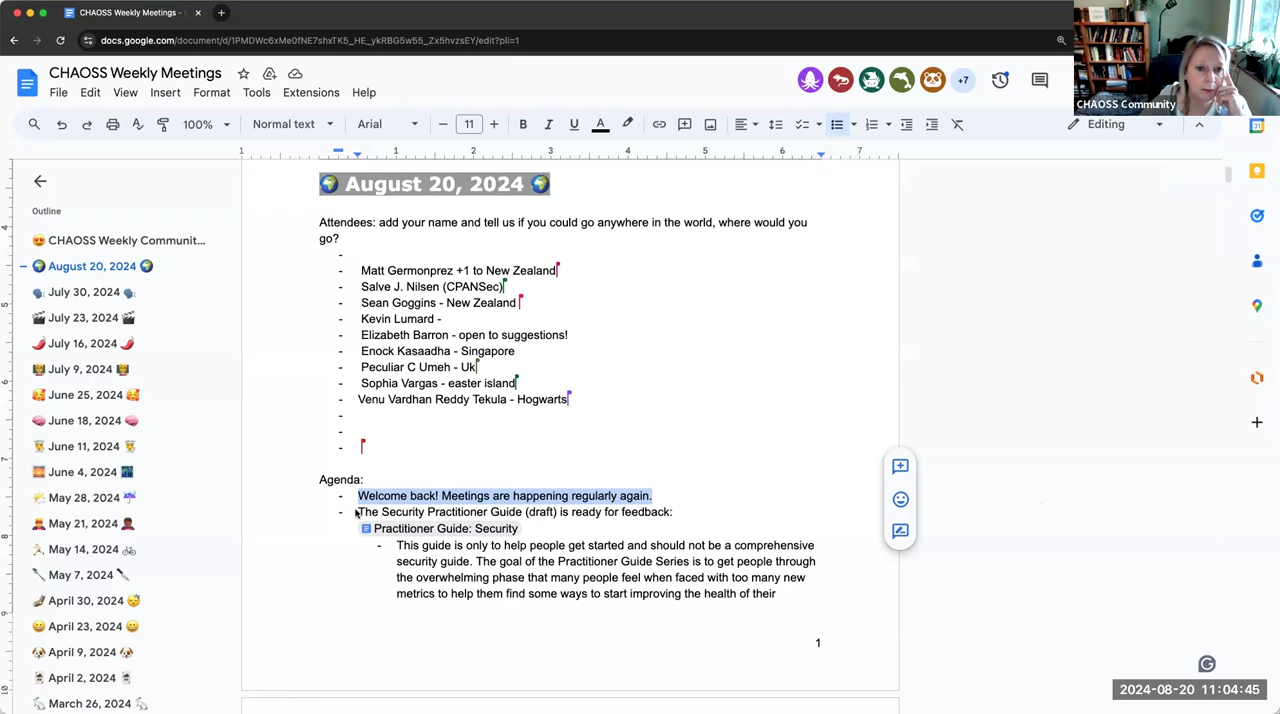 CHAOSS Weekly Meetings - (
docs.google.com/document/d/1PMDWc6xMe0fNE7shxTK5_HE_ykRBG5w55_Zx5hvzsEY/edit?pli=1
CHAOSS Weekly Meetings
File Edit View Insert Format Tools Extensions Help
+7
CHAOSS Community
100% Normal text Arial 11 Editing
1 1 2 3 4 5 6 7
Outline
CHAOSS Weekly Communit...
August 20, 2024
July 30, 2024
July 23, 2024
July 16, 2024
July 9, 2024
June 25, 2024
June 18, 2024
June 11, 2024
June 4, 2024
May 28, 2024
May 21, 2024
May 14, 2024
May 7, 2024
April 30, 2024
April 23, 2024
April 9, 2024
April 2, 2024
March 26, 2024
🌍 August 20, 2024 🌍
Attendees: add your name and tell us if you could go anywhere in the world, where would you
go?
-
- Matt Germonprez +1 to New Zealand
- Salve J. Nilsen (CPANSec)
- Sean Goggins - New Zealand
- Kevin Lumard -
- Elizabeth Barron - open to suggestions!
- Enock Kasaadha - Singapore
- Peculiar C Umeh - Uk
- Sophia Vargas - easter island
- Venu Vardhan Reddy Tekula - Hogwarts
-
-
-
Agenda:
- Welcome back! Meetings are happening regularly again.
- The Security Practitioner Guide (draft) is ready for feedback:
Practitioner Guide: Security
- This guide is only to help people get started and should not be a comprehensive
security guide. The goal of the Practitioner Guide Series is to get people through
the overwhelming phase that many people feel when faced with too many new
metrics to help them find some ways to start improving the health of their
1
2024-08-20 11:04:45